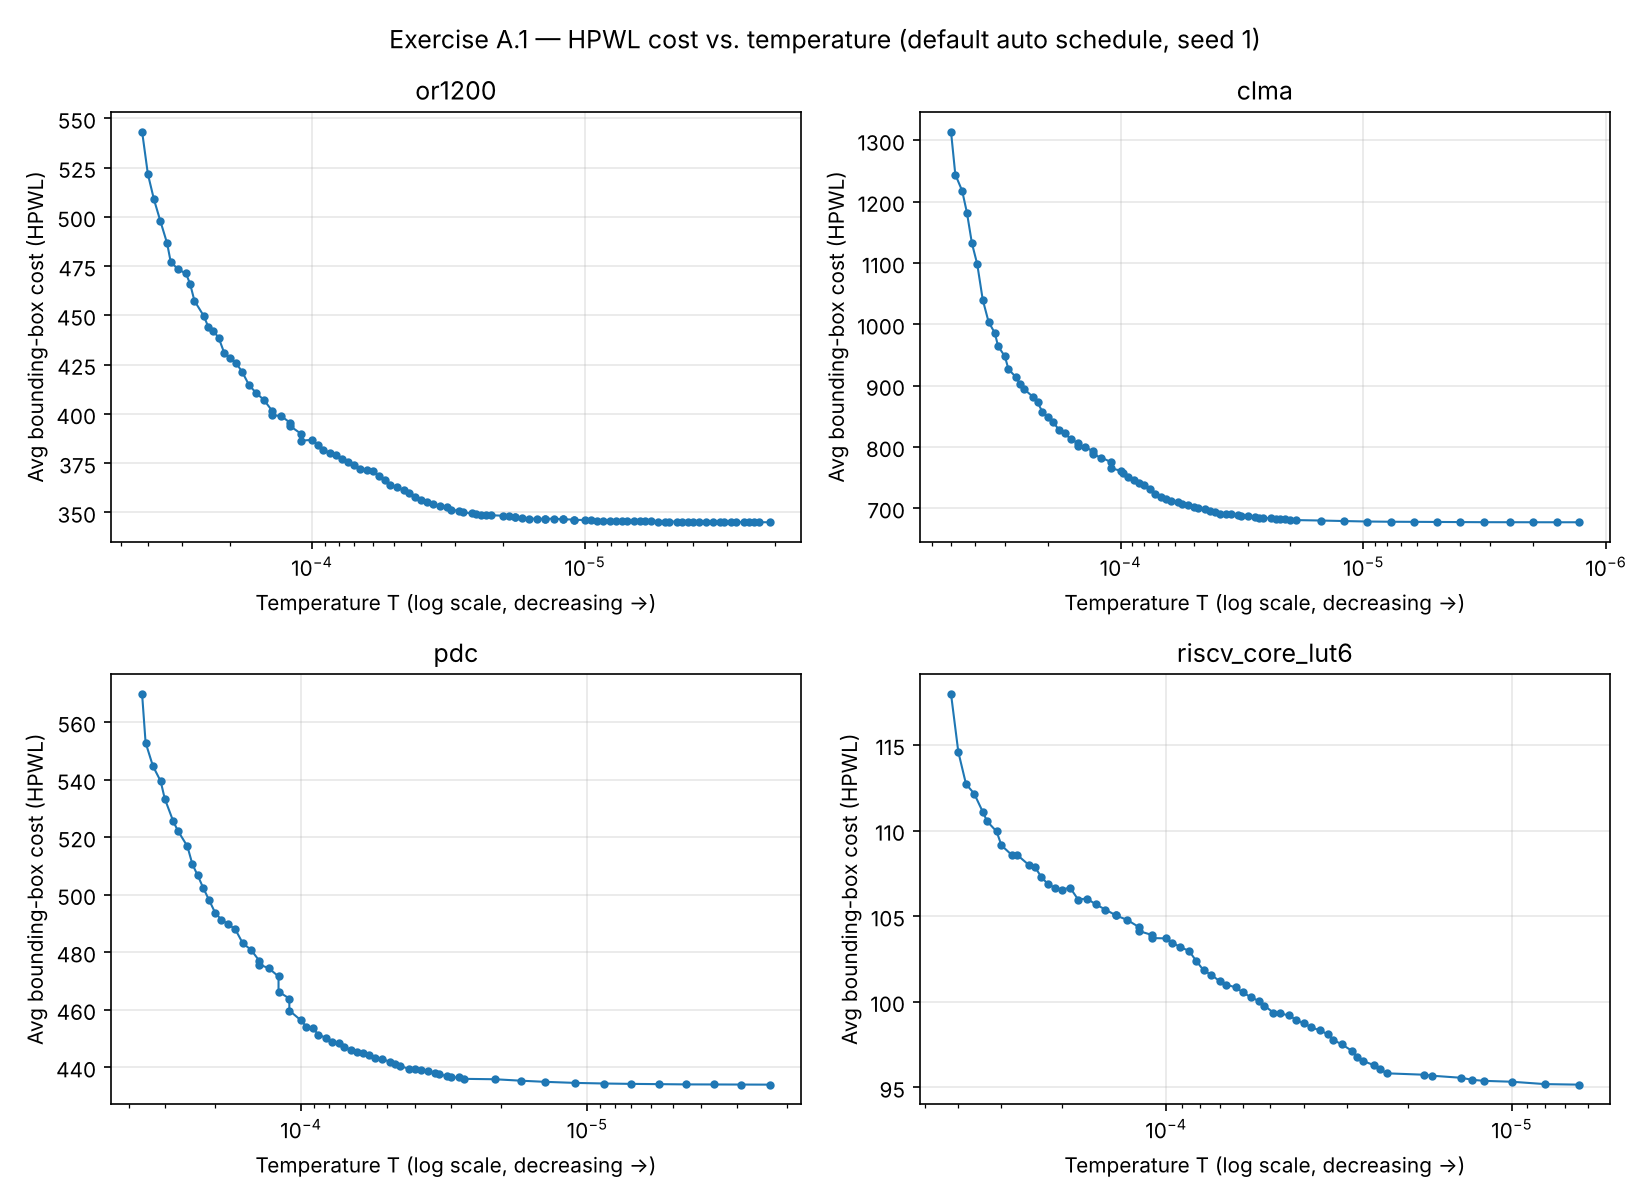 Exercise A.1 — HPWL cost vs. temperature (default auto schedule, seed 1)
or1200
Avg bounding-box cost (HPWL)
550
525
500
475
450
425
400
375
350
10⁻⁴
10⁻⁵
Temperature T (log scale, decreasing →)
clma
Avg bounding-box cost (HPWL)
1300
1200
1100
1000
900
800
700
10⁻⁴
10⁻⁵
10⁻⁶
Temperature T (log scale, decreasing →)
pdc
Avg bounding-box cost (HPWL)
560
540
520
500
480
460
440
10⁻⁴
10⁻⁵
Temperature T (log scale, decreasing →)
riscv_core_lut6
Avg bounding-box cost (HPWL)
115
110
105
100
95
10⁻⁴
10⁻⁵
Temperature T (log scale, decreasing →)